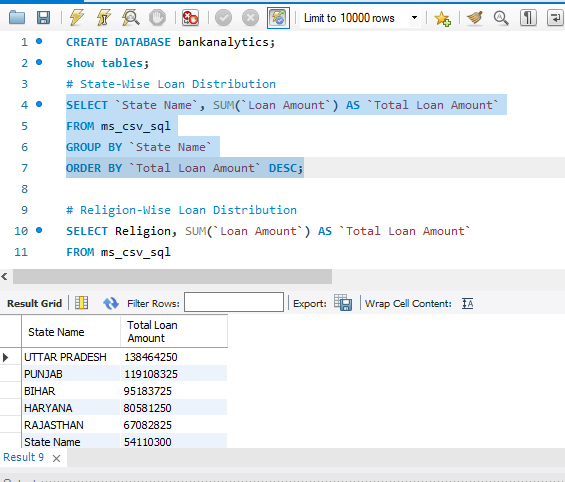 Limit to 10000 rows
1 CREATE DATABASE bankanalytics;
2 show tables;
3 # State-Wise Loan Distribution
4 SELECT `State Name`, SUM(`Loan Amount`) AS `Total Loan Amount`
5 FROM ms_csv_sql
6 GROUP BY `State Name`
7 ORDER BY `Total Loan Amount` DESC;
8
9 # Religion-Wise Loan Distribution
10 SELECT Religion, SUM(`Loan Amount`) AS `Total Loan Amount`
11 FROM ms_csv_sql
Result Grid Filter Rows: Export: Wrap Cell Content: IA
State Name Total Loan
Amount
UTTAR PRADESH 138464250
PUNJAB 119108325
BIHAR 95183725
HARYANA 80581250
RAJASTHAN 67082825
State Name 54110300
Result 9